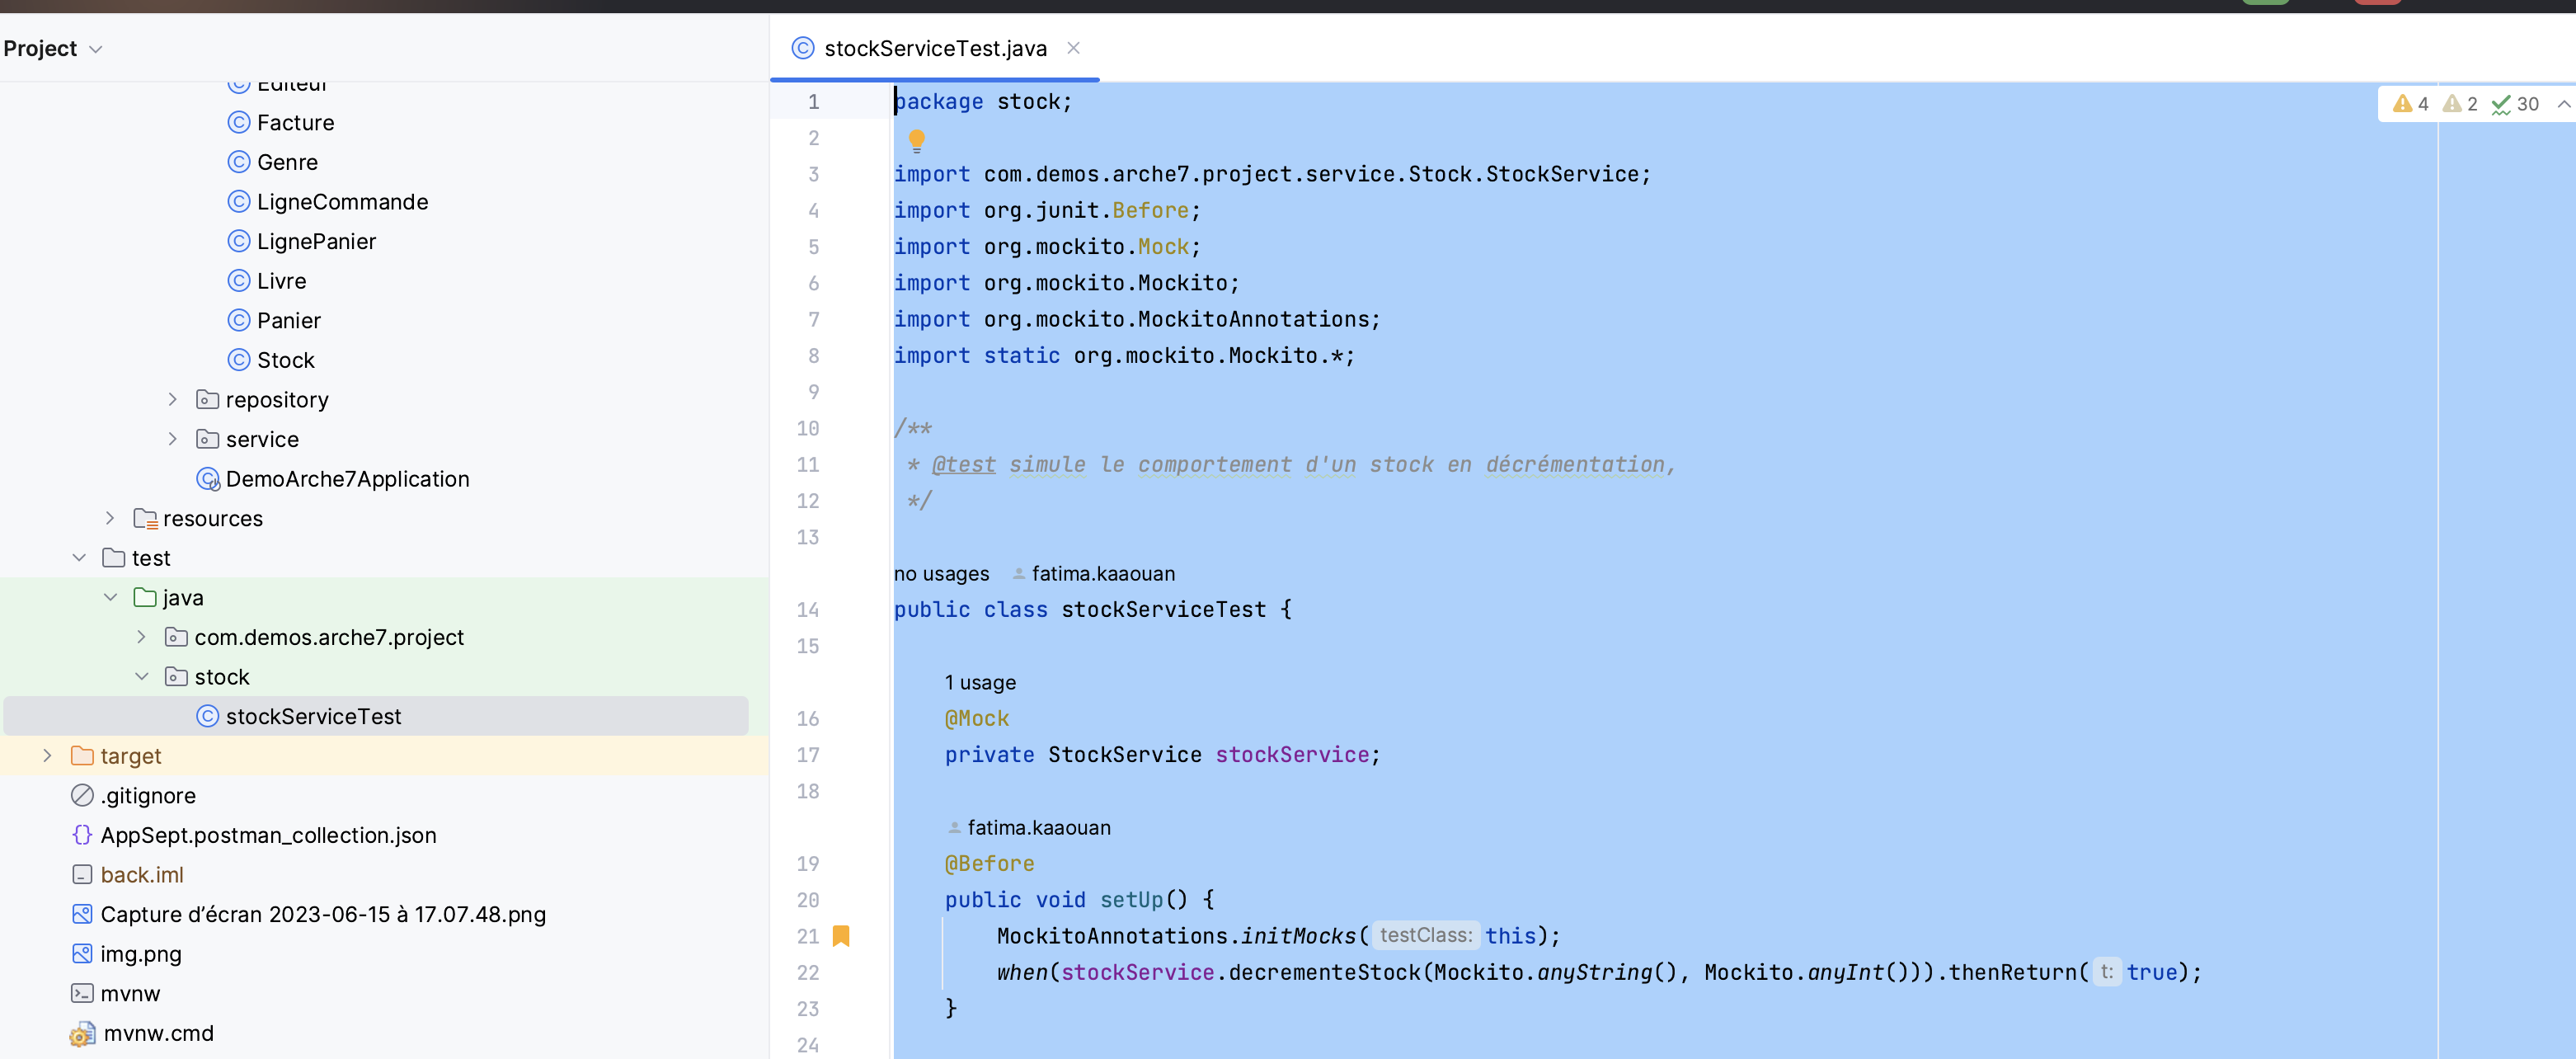 Project
Editeur
Facture
Genre
LigneCommande
LignePanier
Livre
Panier
Stock
repository
service
DemoArche7Application
resources
test
java
com.demos.arche7.project
stock
stockServiceTest
target
.gitignore
AppSept.postman_collection.json
back.iml
Capture d’écran 2023-06-15 à 17.07.48.png
img.png
mvnw
mvnw.cmd
stockServiceTest.java
4 2 30
1 package stock;
2
3 import com.demos.arche7.project.service.Stock.StockService;
4 import org.junit.Before;
5 import org.mockito.Mock;
6 import org.mockito.Mockito;
7 import org.mockito.MockitoAnnotations;
8 import static org.mockito.Mockito.*;
9
10 /**
11 * @test simule le comportement d'un stock en décrémentation,
12 */
13
no usages fatima.kaaouan
14 public class stockServiceTest {
15
1 usage
16 @Mock
17 private StockService stockService;
18
fatima.kaaouan
19 @Before
20 public void setUp() {
21 MockitoAnnotations.initMocks( testClass: this);
22 when(stockService.decrementeStock(Mockito.anyString(), Mockito.anyInt())).thenReturn( t: true);
23 }
24